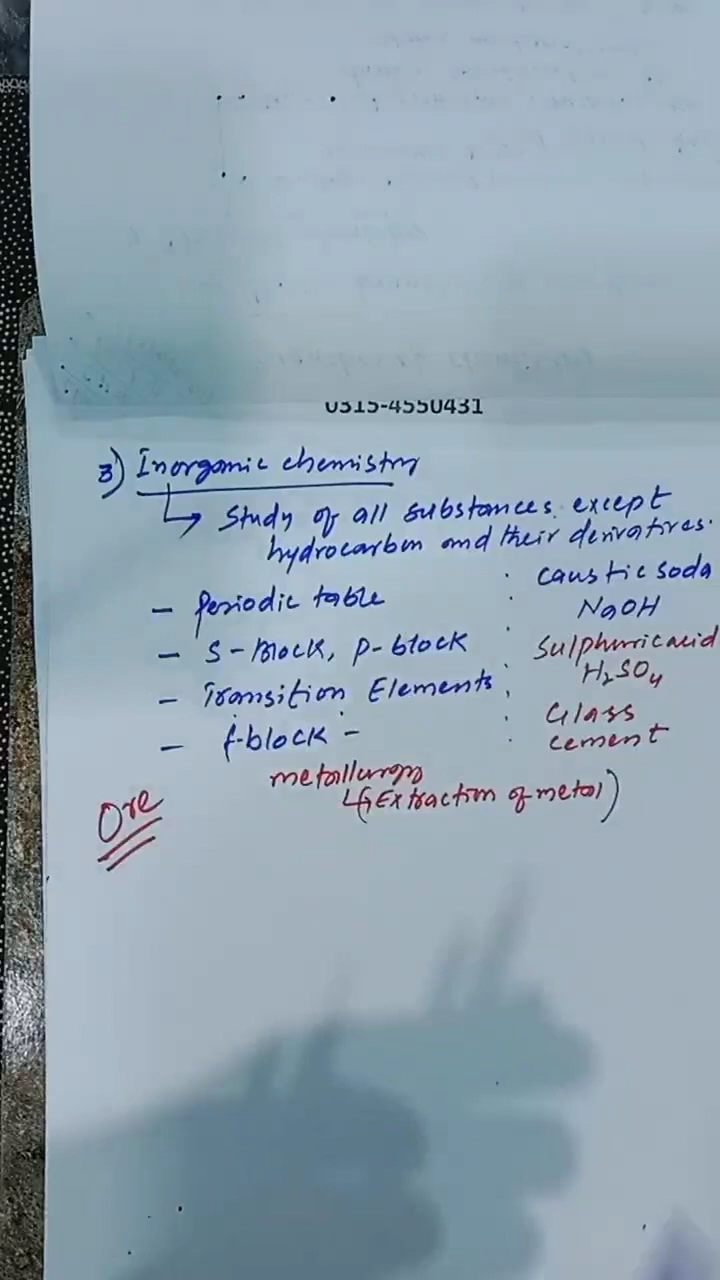 0315-4550431
3) Inorganic chemistry
↳ Study of all substances except
hydrocarbon and their derivatives.
- Periodic table
- S-block, P-block
- Transition Elements
- f-block -
· caustic soda
· NaOH
· Sulphuric acid
H₂SO₄
· Glass
· cement
metallurgy
↳(Extraction of metal)
Ore